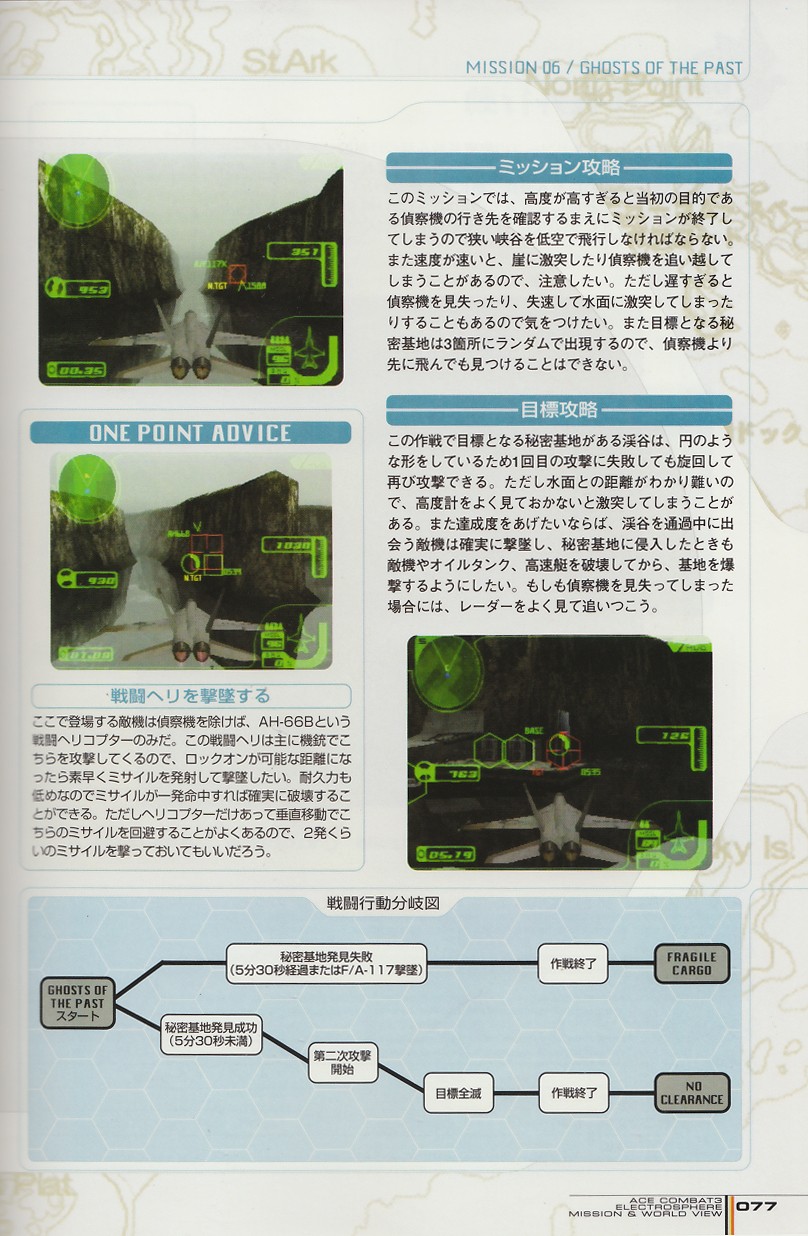 St.Ark
MISSION 06 / GHOSTS OF THE PAST
North Point
351
953
N.TGT
00.35
ミッション攻略
このミッションでは、高度が高すぎると当初の目的であ
る偵察機の行き先を確認するまえにミッションが終了し
てしまうので狭い峡谷を低空で飛行しなければならない。
また速度が速いと、崖に激突したり偵察機を追い越して
しまうことがあるので、注意したい。ただし遅すぎると
偵察機を見失ったり、失速して水面に激突してしまった
りすることもあるので気をつけたい。また目標となる秘
密基地は3箇所にランダムで出現するので、偵察機より
先に飛んでも見つけることはできない。
目標攻略
この作戦で目標となる秘密基地がある渓谷は、円のよう
な形をしているため1回目の攻撃に失敗しても旋回して
再び攻撃できる。ただし水面との距離がわかり難いの
で、高度計をよく見ておかないと激突してしまうことが
ある。また達成度をあげたいならば、渓谷を通過中に出
会う敵機は確実に撃墜し、秘密基地に侵入したときも
敵機やオイルタンク、高速艇を破壊してから、基地を爆
撃するようにしたい。もしも偵察機を見失ってしまった
場合には、レーダーをよく見て追いつこう。
ドック
ONE POINT ADVICE
1030
930
N.TGT
0539
戦闘ヘリを撃墜する
ここで登場する敵機は偵察機を除けば、AH-66Bという
戦闘ヘリコプターのみだ。この戦闘ヘリは主に機銃でこ
ちらを攻撃してくるので、ロックオンが可能な距離にな
ったら素早くミサイルを発射して撃墜したい。耐久力も
低めなのでミサイルが一発命中すれば確実に破壊するこ
とができる。ただしヘリコプターだけあって垂直移動でこ
ちらのミサイルを回避することがよくあるので、2発くら
いのミサイルを撃っておいてもいいだろう。
BASE
126
763
TGT
0535
05.19
ky Is.
戦闘行動分岐図
GHOSTS OF
THE PAST
スタート
秘密基地発見失敗
（5分30秒経過またはF/A-117撃墜）
作戦終了
FRAGILE
CARGO
秘密基地発見成功
（5分30秒未満）
第二次攻撃
開始
目標全滅
作戦終了
NO
CLEARANCE
Plat
ACE COMBAT3
ELECTROSPHERE
MISSION & WORLD VIEW
077